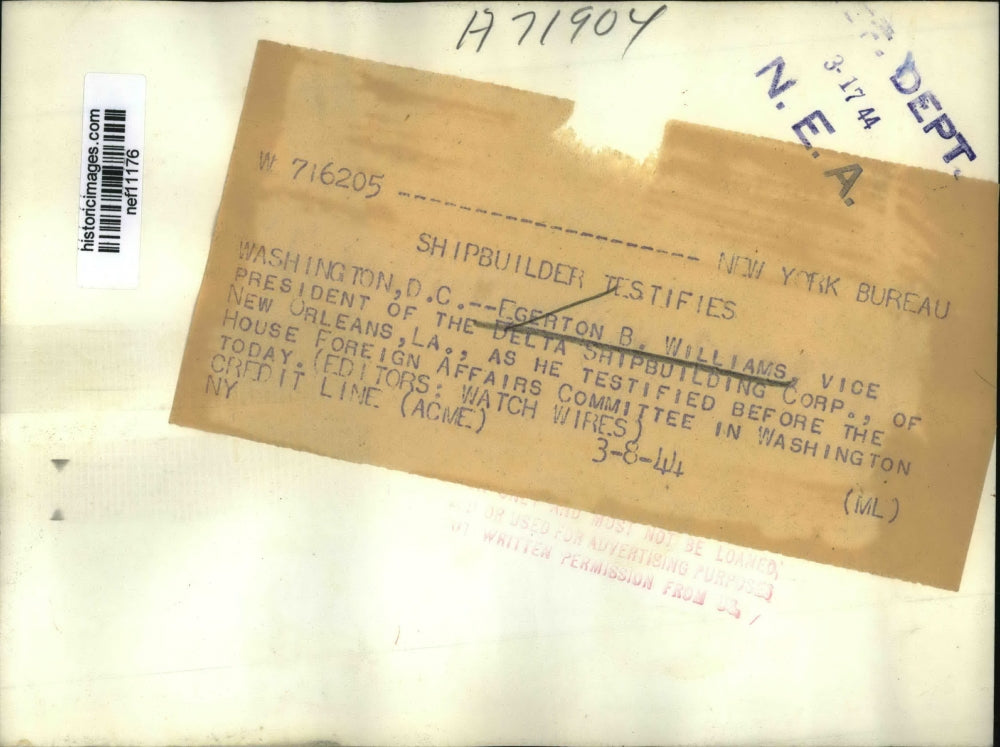 A71904
DEPT.
3-17 44
N. E. A.
historicimages.com
nef11176
W 716205 ---------------------------- NEW YORK BUREAU
SHIPBUILDER TESTIFIES
WASHINGTON, D.C.--EGERTON B. WILLIAMS, VICE
PRESIDENT OF THE DELTA SHIPBUILDING CORP., OF
NEW ORLEANS, LA., AS HE TESTIFIED BEFORE THE
HOUSE FOREIGN AFFAIRS COMMITTEE IN WASHINGTON
TODAY. (EDITORS: WATCH WIRES)
CREDIT LINE (ACME) 3-8-44 (ML)
NY
ONLY AND MUST NOT BE LOANED,
OR USED FOR ADVERTISING PURPOSES
WRITTEN PERMISSION FROM US,